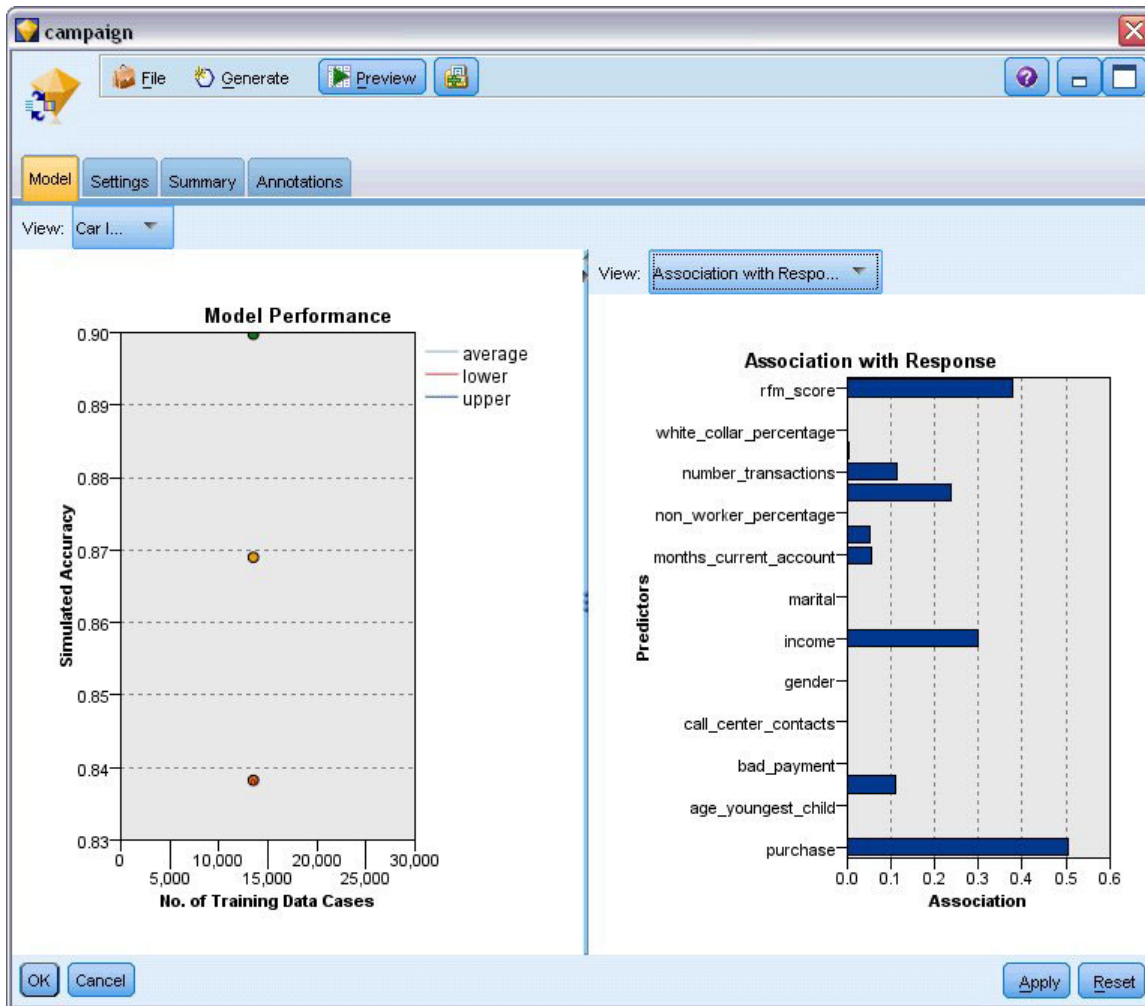 campaign
File Generate Preview
Model Settings Summary Annotations
View: Car l...
Model Performance
0.90
0.89
0.88
0.87
0.86
0.85
0.84
0.83
Simulated Accuracy
0 10,000 20,000 30,000
5,000 15,000 25,000
No. of Training Data Cases
average
lower
upper
View: Association with Respo...
Association with Response
rfm_score
white_collar_percentage
number_transactions
non_worker_percentage
months_current_account
marital
income
gender
call_center_contacts
bad_payment
age_youngest_child
purchase
Predictors
0.0 0.1 0.2 0.3 0.4 0.5 0.6
Association
OK Cancel Apply Reset